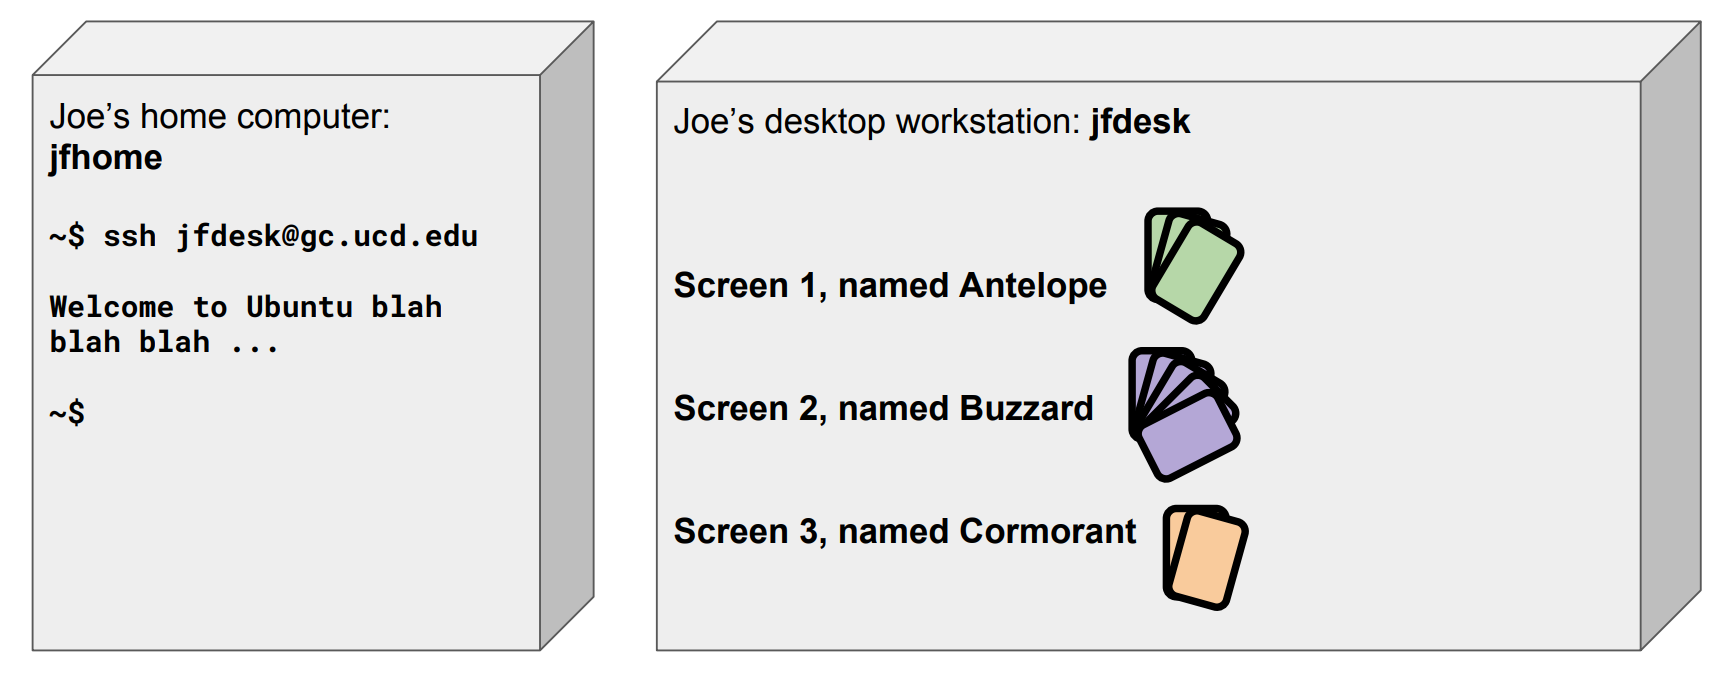 Joe’s home computer:
jfhome
~$ ssh jfdesk@gc.ucd.edu
Welcome to Ubuntu blah
blah blah ...
~$
Joe’s desktop workstation: jfdesk
Screen 1, named Antelope
Screen 2, named Buzzard
Screen 3, named Cormorant